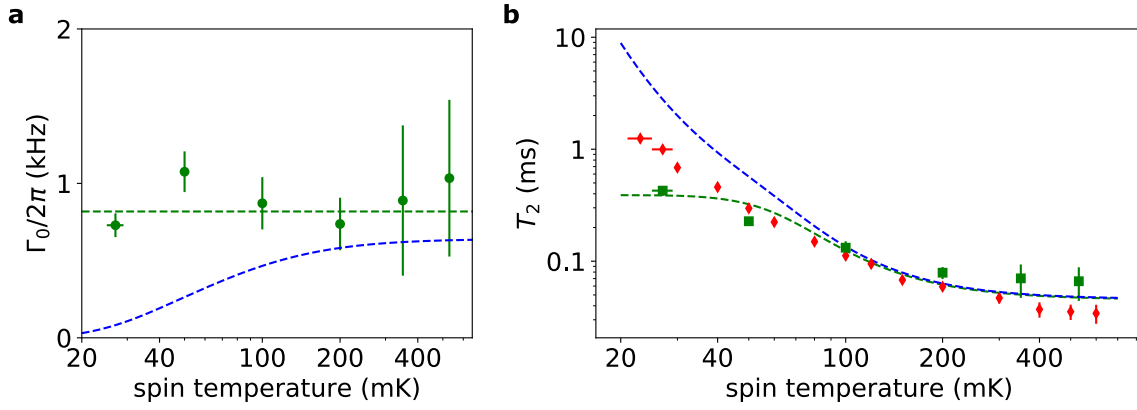 a
2
1
0
Γ₀/2π (kHz)
20 40 100 200 400
spin temperature (mK)
b
10
1
0.1
T₂ (ms)
20 40 100 200 400
spin temperature (mK)